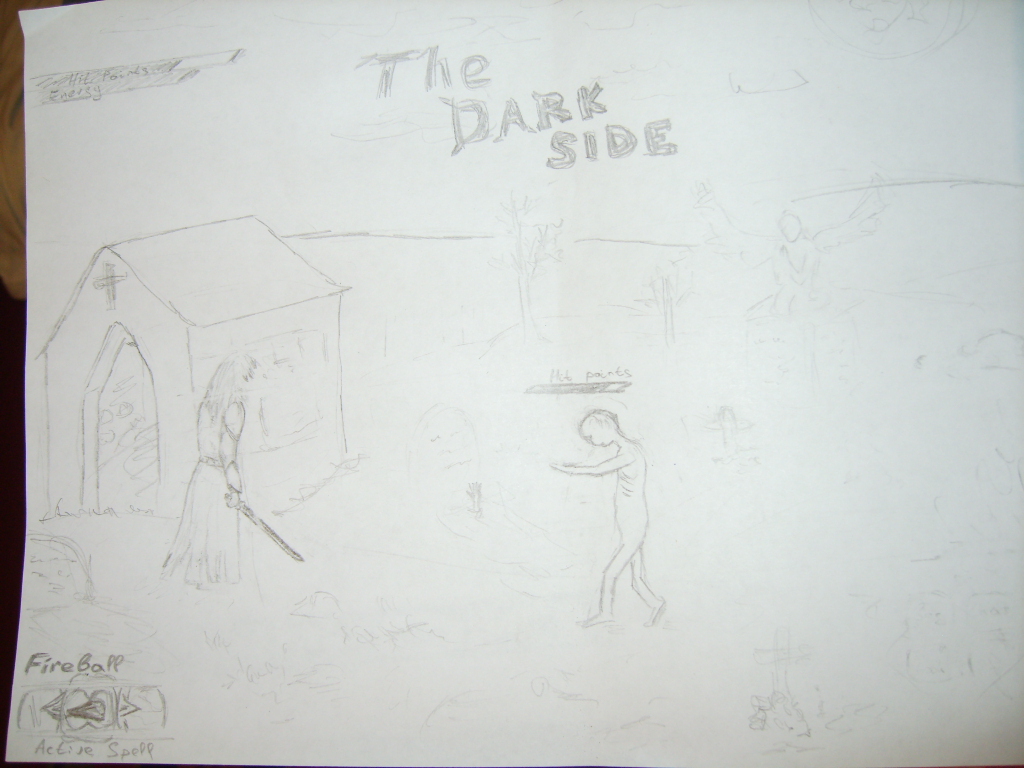 Hit Points
Energy
The
DARK
SIDE
Hit points
FireBall
Active Spell